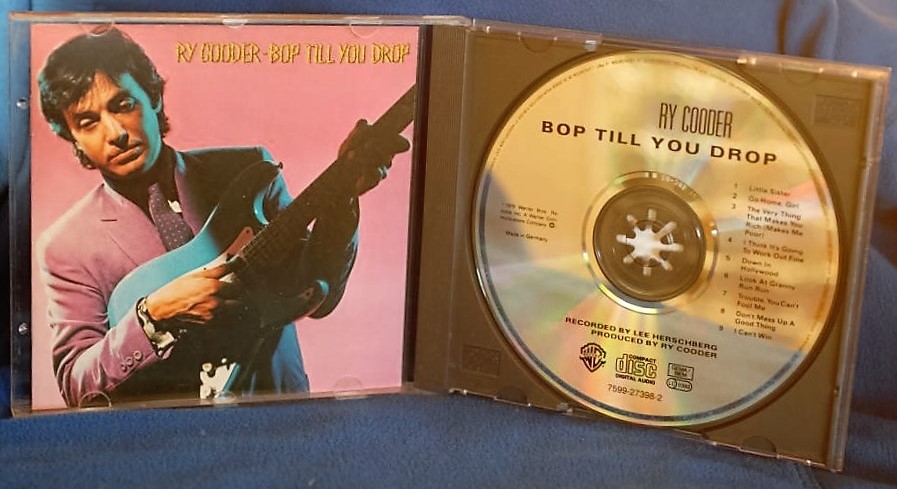 RY COODER-BOP TILL YOU DROP
RY COODER
BOP TILL YOU DROP
1 Little Sister
2 Go Home, Girl
3 The Very Thing
That Makes You
Rich (Makes Me
Poor)
4 I Think It's Going
To Work Out Fine
5 Down In
Hollywood
6 Look At Granny
Run Run
7 Trouble, You Can't
Fool Me
8 Don't Mess Up A
Good Thing
9 I Can't Win
Made in Germany
RECORDED BY LEE HERSCHBERG
PRODUCED BY RY COODER
COMPACT
disc
DIGITAL AUDIO
GEMA/
BIEM
7599-27398-2